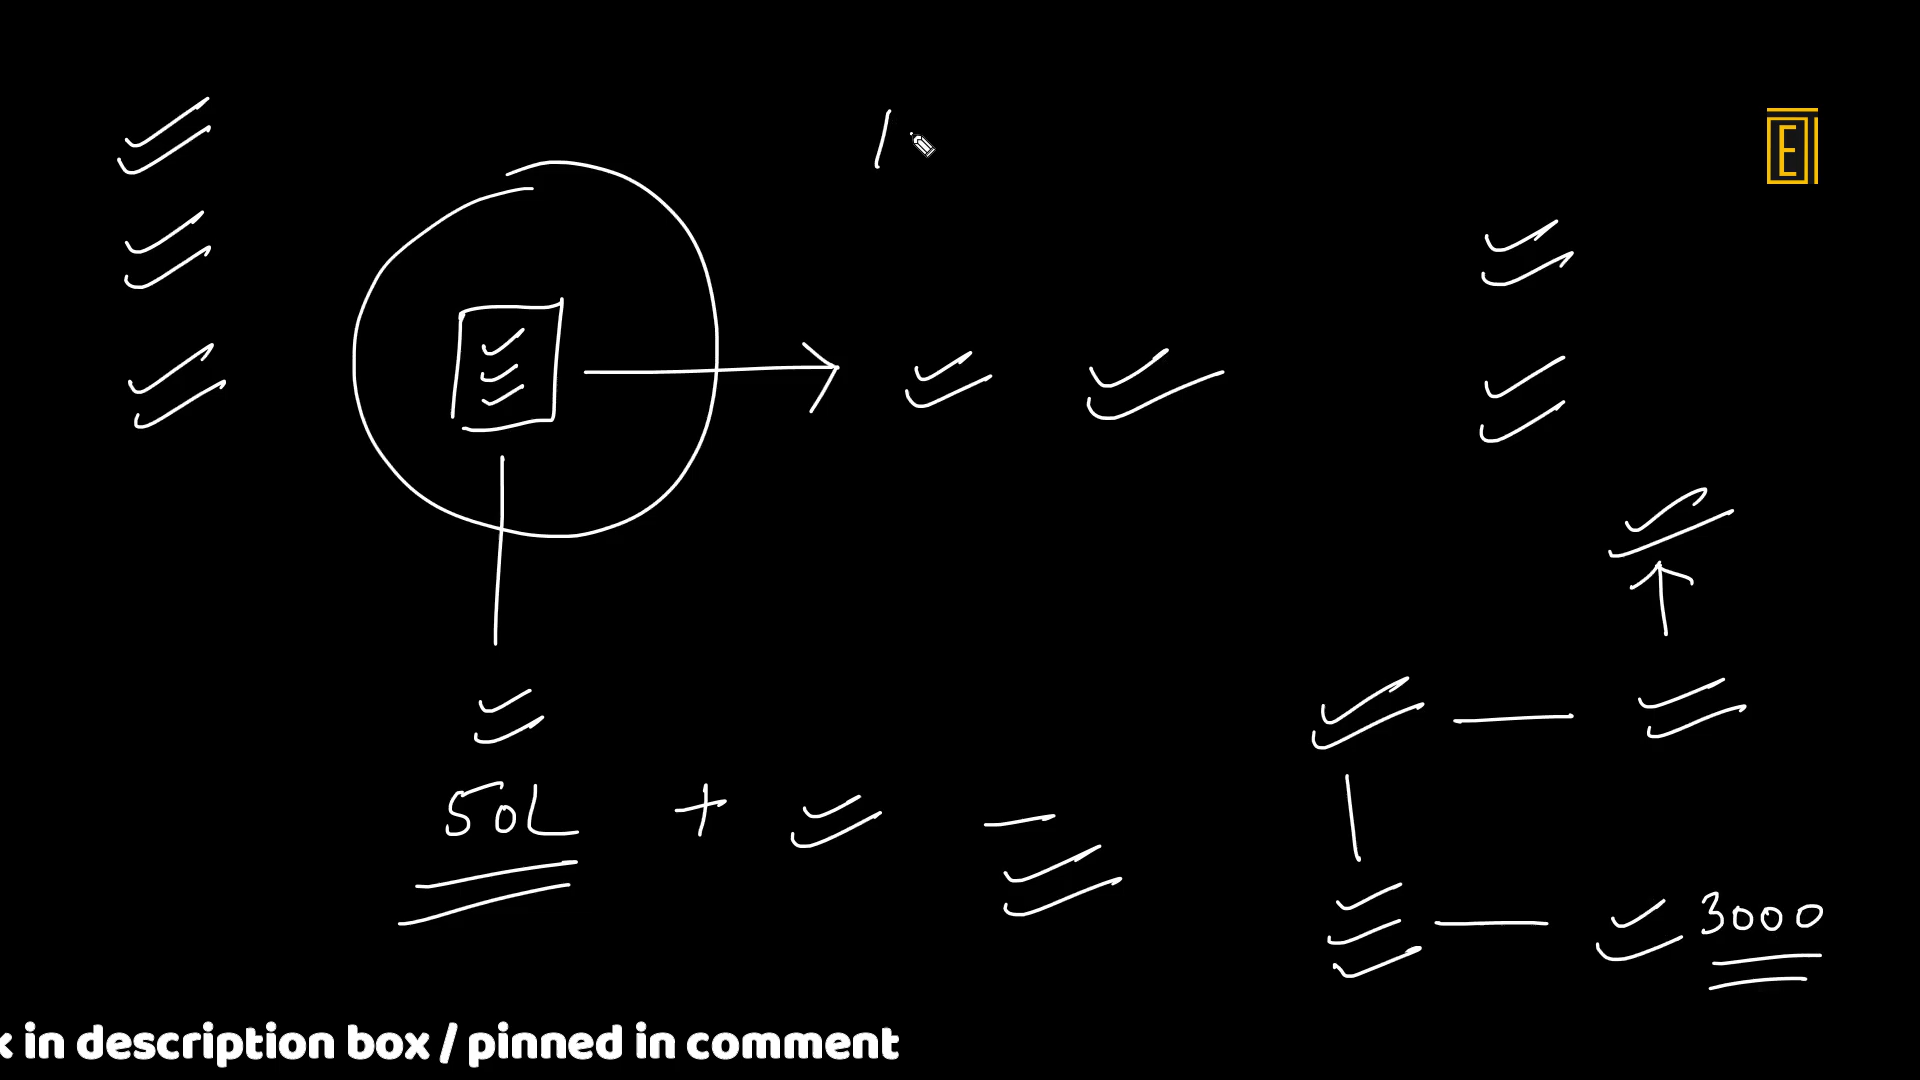 E
50L +
3000
k in description box / pinned in comment